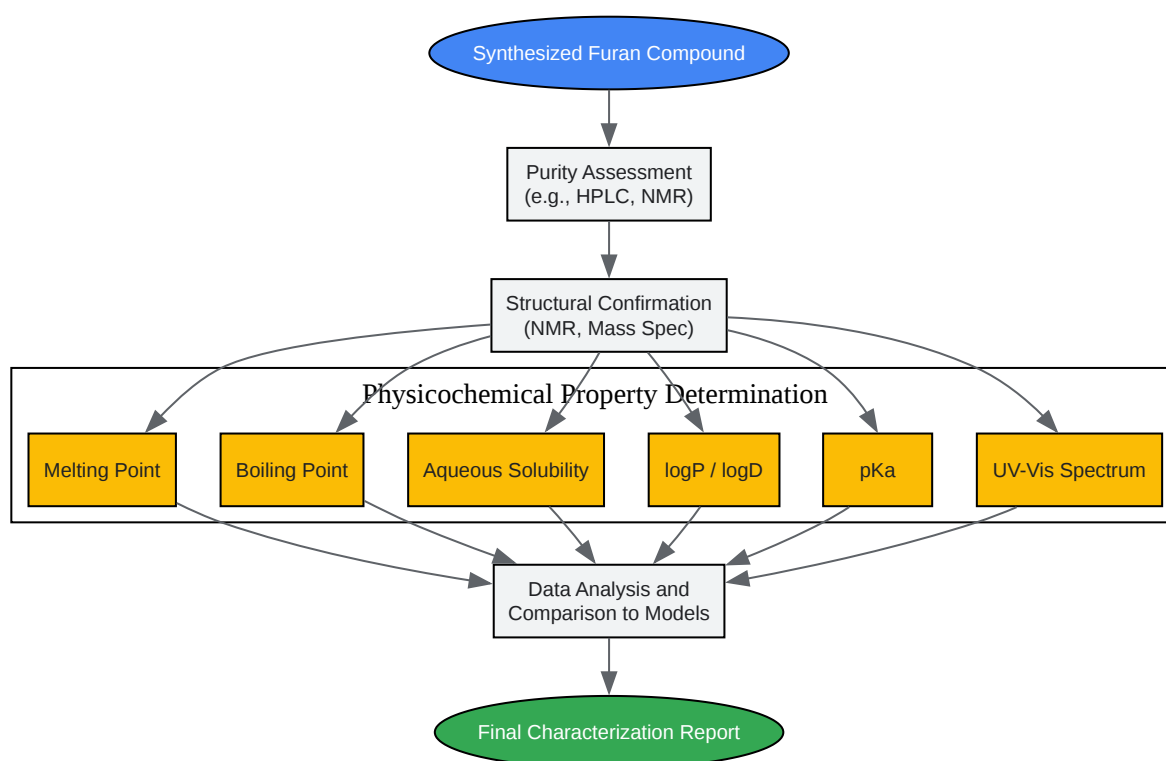 Synthesized Furan Compound
Purity Assessment
(e.g., HPLC, NMR)
Structural Confirmation
(NMR, Mass Spec)
Physicochemical Property Determination
Melting Point
Boiling Point
Aqueous Solubility
logP / logD
pKa
UV-Vis Spectrum
Data Analysis and
Comparison to Models
Final Characterization Report